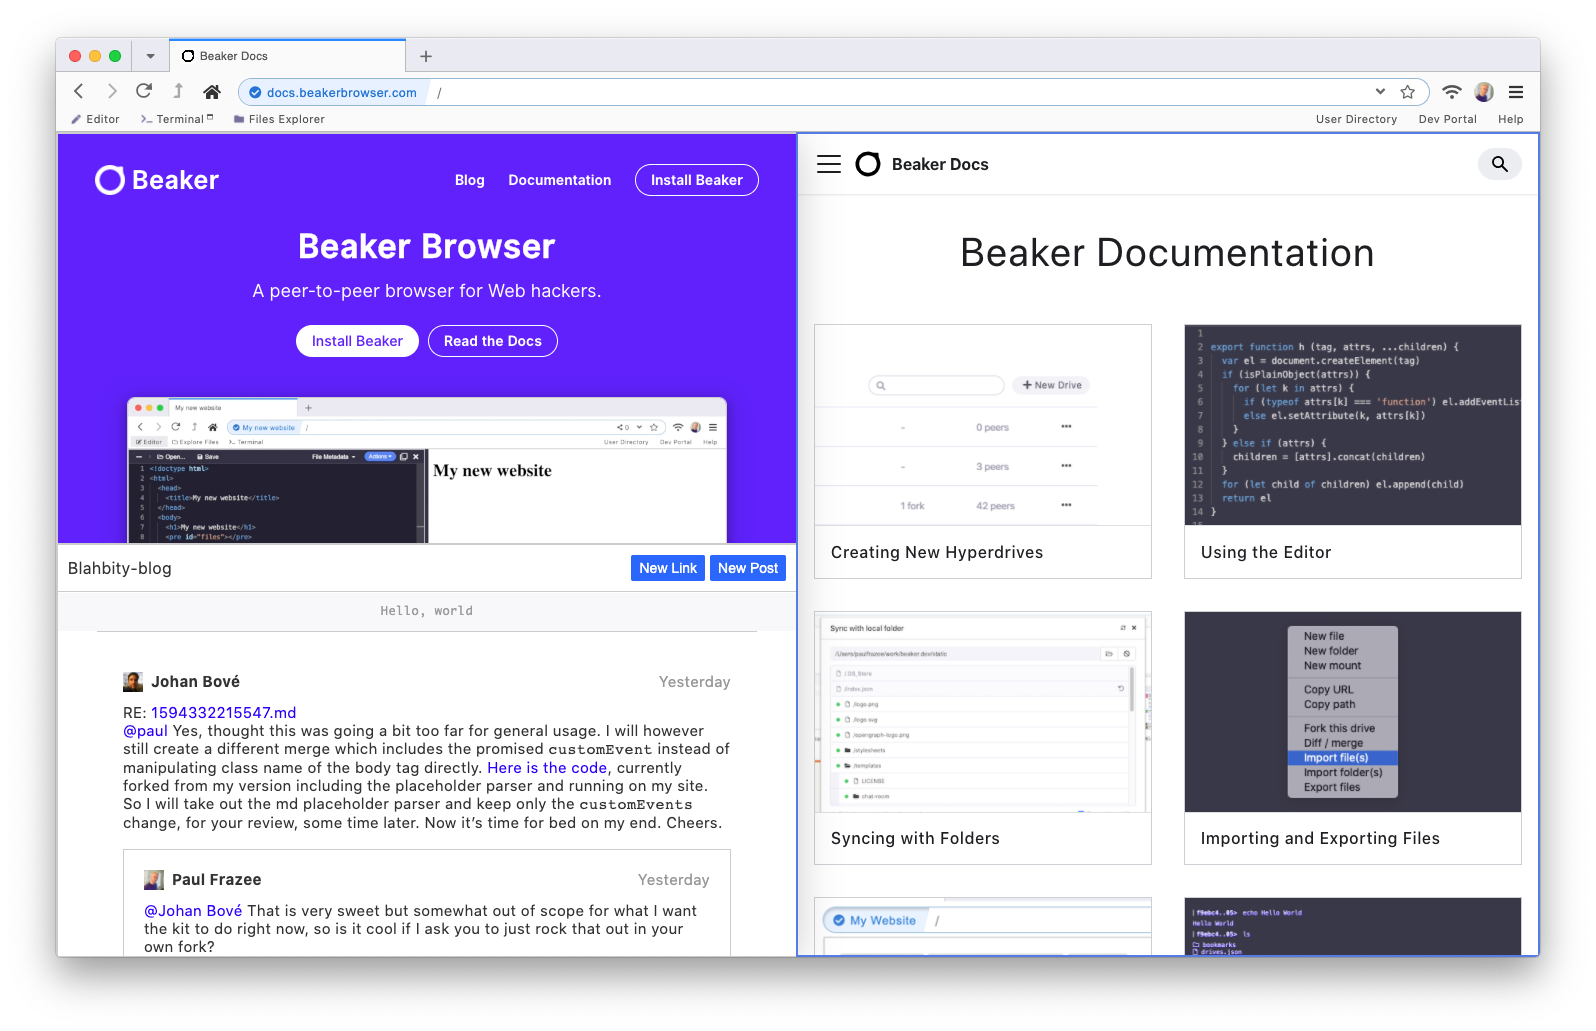 Beaker Docs
docs.beakerbrowser.com /
Editor
Terminal
Files Explorer
User Directory
Dev Portal
Help
Beaker
Blog
Documentation
Install Beaker
Beaker Browser
A peer-to-peer browser for Web hackers.
Install Beaker
Read the Docs
My new website
My new website /
0
Editor
Explore Files
Terminal
User Directory
Dev Portal
Help
Open...
Save
File Metadata
Actions
1 <!doctype html>
2 <html>
3 <head>
4 <title>My new website</title>
5 </head>
6 <body>
7 <h1>My new website</h1>
8 <pre id="files"></pre>
My new website
Blahbity-blog
New Link
New Post
Hello, world
Johan Bové
Yesterday
RE: 1594332215547.md
@paul Yes, thought this was going a bit too far for general usage. I will however
still create a different merge which includes the promised customEvent instead of
manipulating class name of the body tag directly. Here is the code, currently
forked from my version including the placeholder parser and running on my site.
So I will take out the md placeholder parser and keep only the customEvents
change, for your review, some time later. Now it's time for bed on my end. Cheers.
Paul Frazee
Yesterday
@Johan Bové That is very sweet but somewhat out of scope for what I want
the kit to do right now, so is it cool if I ask you to just rock that out in your
own fork?
Beaker Docs
Beaker Documentation
+ New Drive
- 0 peers
- 3 peers
1 fork 42 peers
Creating New Hyperdrives
1
2 export function h (tag, attrs, ...children) {
3 var el = document.createElement(tag)
4 if (isPlainObject(attrs)) {
5 for (let k in attrs) {
6 if (typeof attrs[k] === 'function') el.addEventLis
7 else el.setAttribute(k, attrs[k])
8 }
9 } else if (attrs) {
10 children = [attrs].concat(children)
11 }
12 for (let child of children) el.append(child)
13 return el
14 }
Using the Editor
Sync with local folder
/Users/paulfrazee/work/beaker.dev/static
/.DS_Store
/index.json
/logo.png
/logo.svg
/opengraph-logo.png
/stylesheets
/templates
LICENSE
chat-room
Syncing with Folders
New file
New folder
New mount
Copy URL
Copy path
Fork this drive
Diff / merge
Import file(s)
Import folder(s)
Export files
Importing and Exporting Files
My Website /
|f9ebc4..05> echo Hello World
Hello World
|f9ebc4..05> ls
bookmarks
drives.json